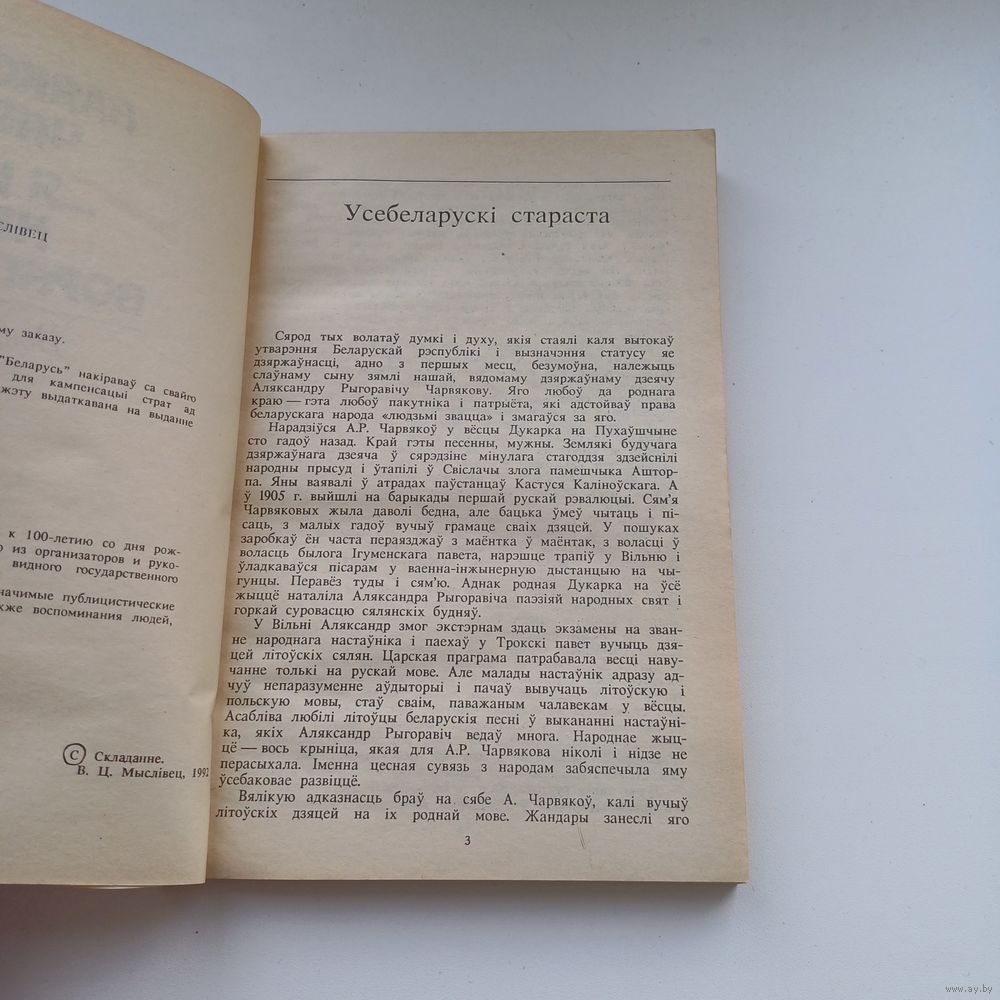 СЛІВЕЦ
му заказу.
"Беларусь" накіраваў са свайго
для кампенсацыі страт ад
жэту выдаткавана на выданне
к 100-летию со дня рож-
о из организаторов и руко-
видного государственного
начимые публицистические
кже воспоминания людей,
© Складанне.
В. Ц. Мыслівец, 1992
Усебеларускі стараста
Сярод тых волатаў думкі і духу, якія стаялі каля вытокаў
утварэння Беларускай рэспублікі і вызначэння статусу яе
дзяржаўнасці, адно з першых месц, безумоўна, належыць
слаўнаму сыну зямлі нашай, вядомаму дзяржаўнаму дзеячу
Аляксандру Рыгоравічу Чарвякову. Яго любоў да роднага
краю — гэта любоў пакутніка і патрыёта, які адстойваў права
беларускага народа «людзьмі звацца» і змагаўся за яго.
Нарадзіўся А.Р. Чарвякоў у вёсцы Дукарка на Пухаўшчыне
сто гадоў назад. Край гэты песенны, мужны. Землякі будучага
дзяржаўнага дзеяча ў сярэдзіне мінулага стагоддзя здзейснілі
народны прысуд і ўтапілі ў Свіслачы злога памешчыка Аштор-
па. Яны ваявалі ў атрадах паўстанцаў Кастуся Каліноўскага. А
ў 1905 г. выйшлі на барыкады першай рускай рэвалюцыі. Сям'я
Чарвяковых жыла даволі бедна, але бацька ўмеў чытаць і пі-
саць, з малых гадоў вучыў грамаце сваіх дзяцей. У пошуках
заробкаў ён часта пераязджаў з маёнтка ў маёнтак, з воласці ў
воласць былога Ігуменскага павета, нарэшце трапіў у Вільню і
ўладкаваўся пісарам у ваенна-інжынерную дыстанцыю на чы-
гунцы. Перавёз туды і сям'ю. Аднак родная Дукарка на ўсё
жыццё наталіла Аляксандра Рыгоравіча паэзіяй народных свят і
горкай суровасцю сялянскіх будняў.
У Вільні Аляксандр змог экстэрнам здаць экзамены на зван-
не народнага настаўніка і паехаў у Трокскі павет вучыць дзя-
цей літоўскіх сялян. Царская праграма патрабавала весці наву-
чанне толькі на рускай мове. Але малады настаўнік адразу ад-
чуў непаразуменне аўдыторыі і пачаў вывучаць літоўскую і
польскую мовы, стаў сваім, паважаным чалавекам у вёсцы.
Асабліва любілі літоўцы беларускія песні ў выкананні настаўні-
ка, якіх Аляксандр Рыгоравіч ведаў многа. Народнае жыц-
цё — вось крыніца, якая для А.Р. Чарвякова ніколі і нідзе не
перасыхала. Іменна цесная сувязь з народам забяспечыла яму
ўсебаковае развіццё.
Вялікую адказнасць браў на сябе А. Чарвякоў, калі вучыў
літоўскіх дзяцей на іх роднай мове. Жандары занеслі яго
3
www.ay.by